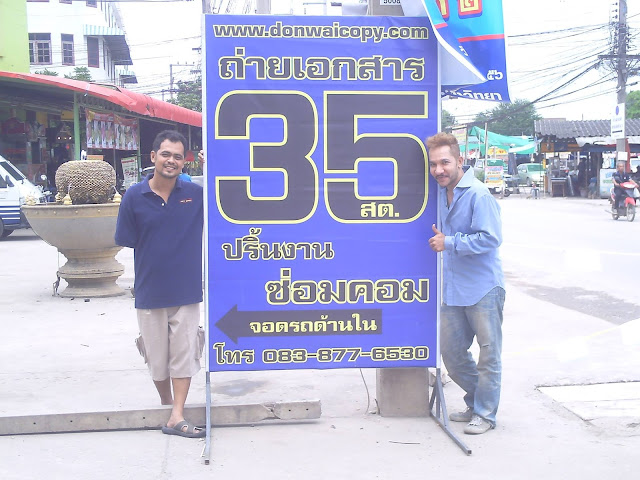 www.donwaicopy.com
ถ่ายเอกสาร
35 สต.
ปริ้นงาน
ซ่อมคอม
จอดรถด้านใน
โทร 083-877-6530